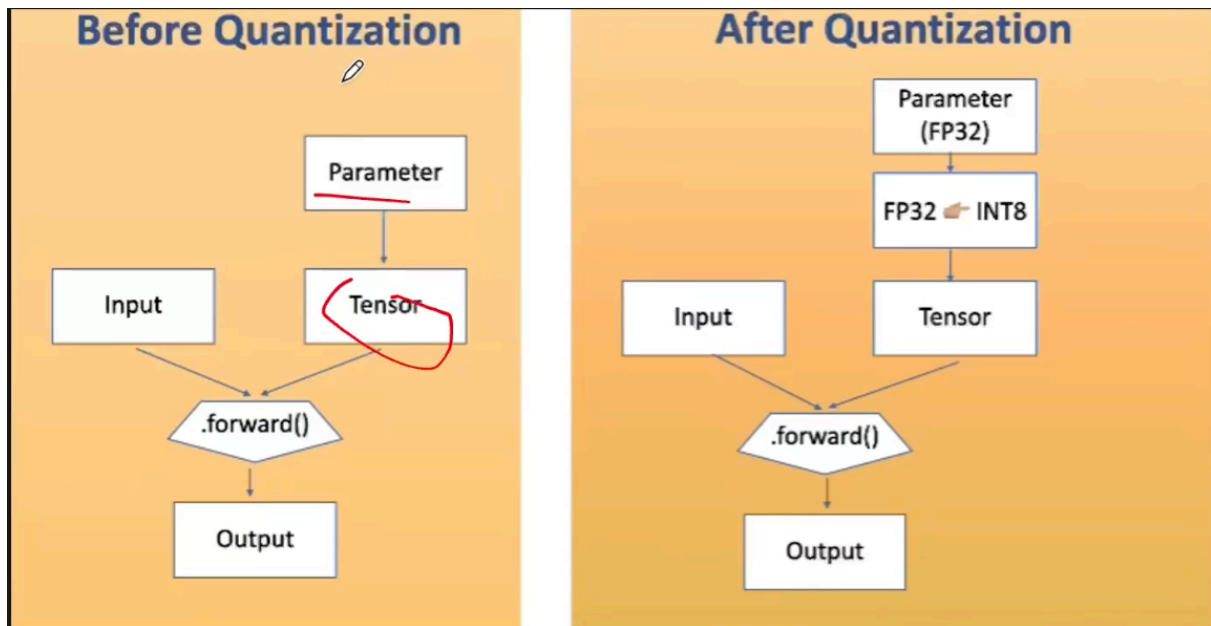 Before Quantization
Parameter
Input
Tensor
.forward()
Output
After Quantization
Parameter
(FP32)
FP32 👉🏼 INT8
Input
Tensor
.forward()
Output